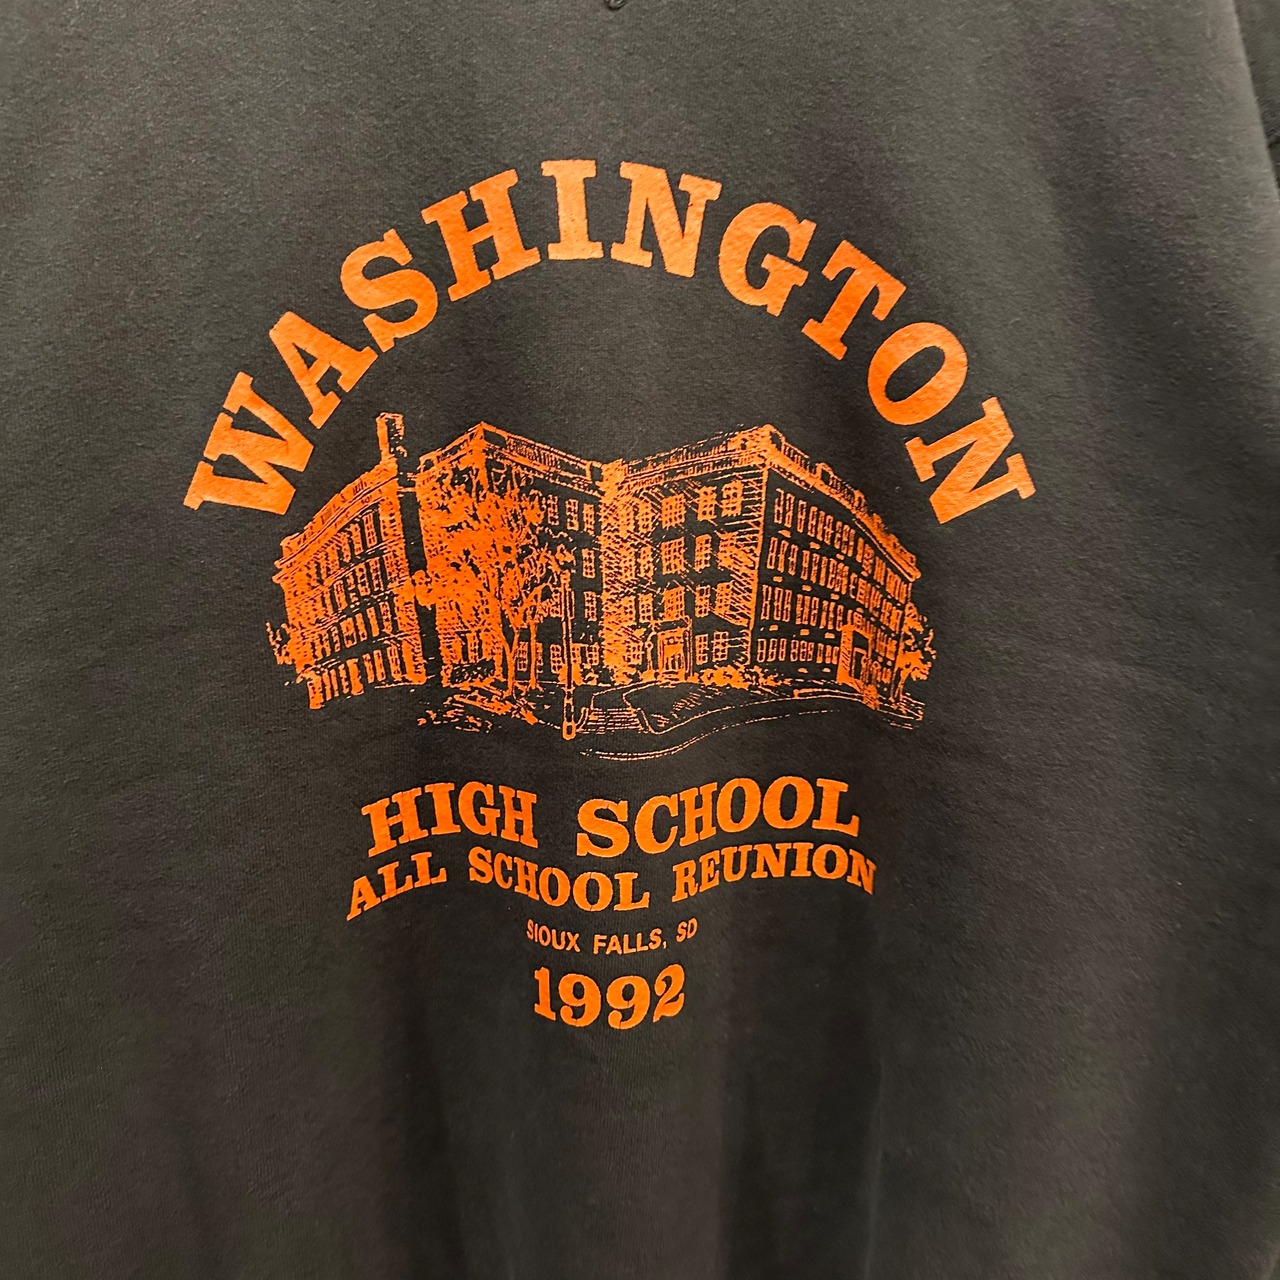 WASHINGTON
HIGH SCHOOL
ALL SCHOOL REUNION
SIOUX FALLS, SD
1992